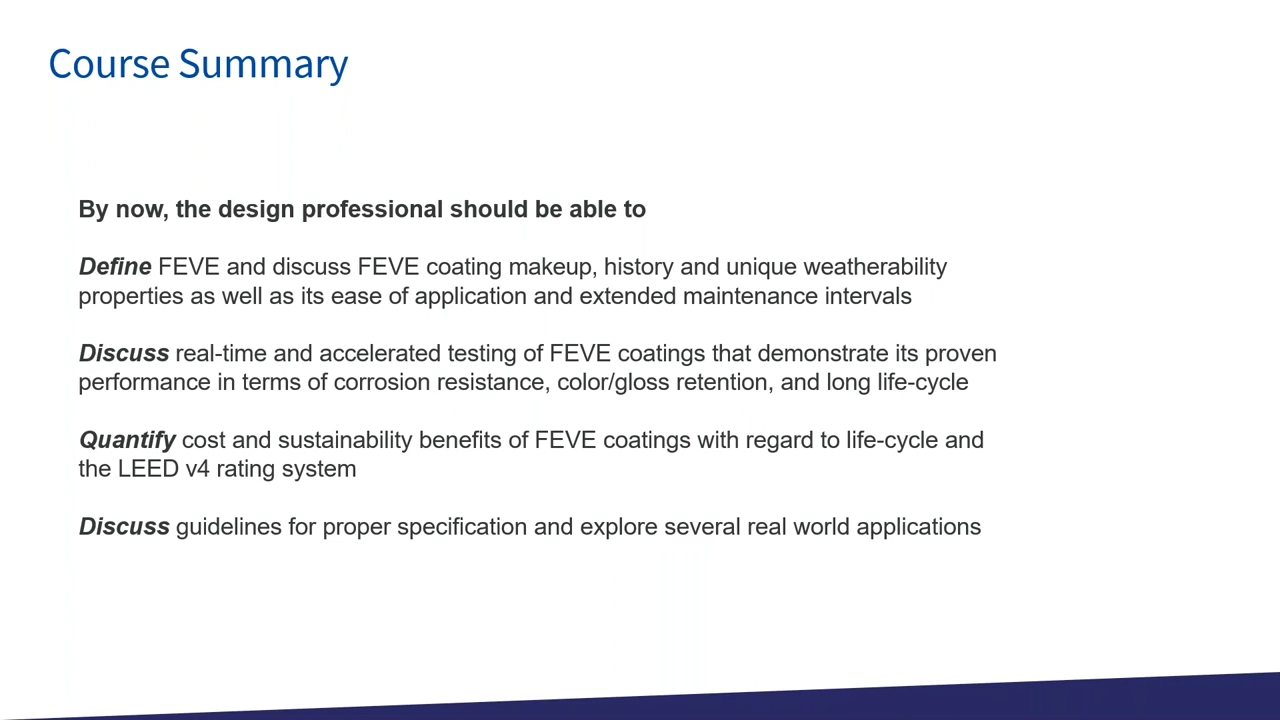 Course Summary
By now, the design professional should be able to
Define FEVE and discuss FEVE coating makeup, history and unique weatherability
properties as well as its ease of application and extended maintenance intervals
Discuss real-time and accelerated testing of FEVE coatings that demonstrate its proven
performance in terms of corrosion resistance, color/gloss retention, and long life-cycle
Quantify cost and sustainability benefits of FEVE coatings with regard to life-cycle and
the LEED v4 rating system
Discuss guidelines for proper specification and explore several real world applications